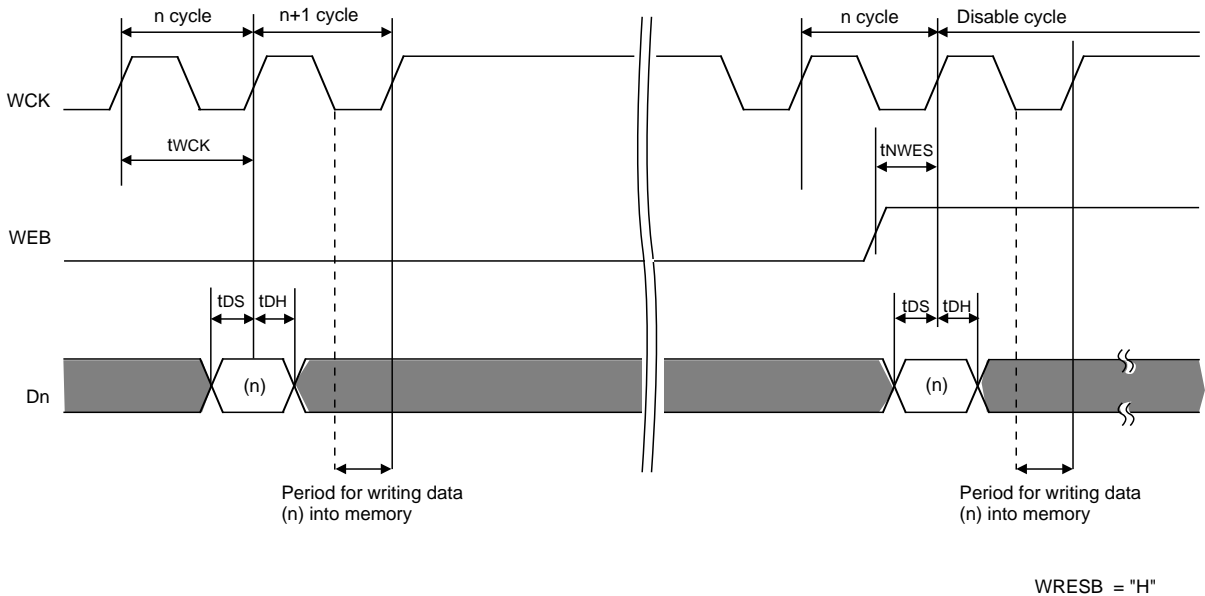 n cycle n+1 cycle n cycle Disable cycle
WCK
tWCK
tNWES
WEB
tDS tDH tDS tDH
Dn (n) (n)
Period for writing data Period for writing data
(n) into memory (n) into memory
WRESB = "H"